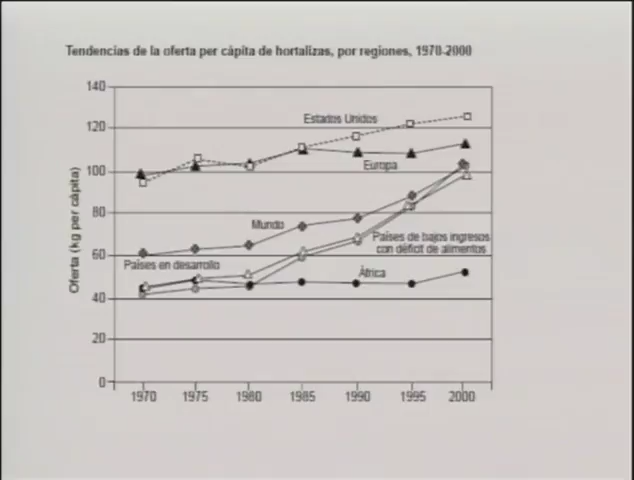 Tendencias de la oferta per cápita de hortalizas, por regiones, 1970-2000
Oferta (kg per cápita)
140
120
100
80
60
40
20
0
Estados Unidos
Europa
Mundo
Países de bajos ingresos
con déficit de alimentos
Países en desarrollo
África
1970 1975 1980 1985 1990 1995 2000